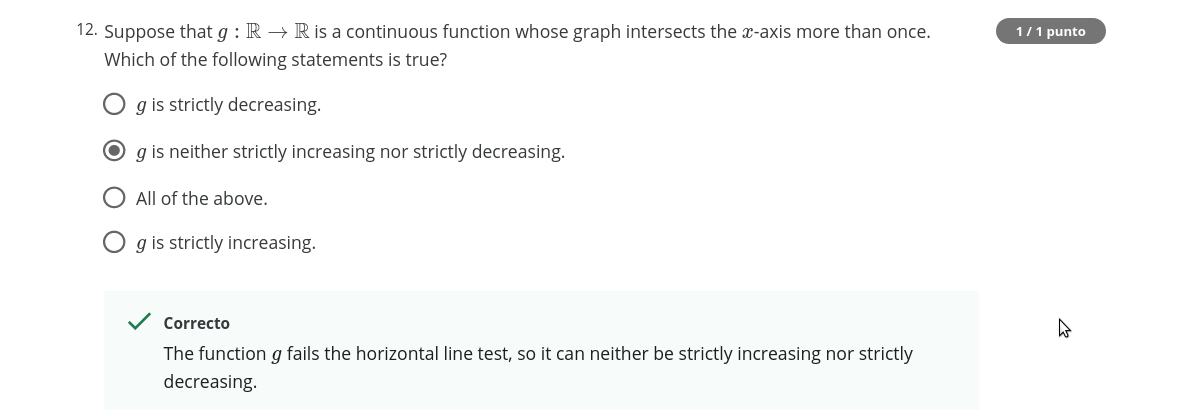 12. Suppose that g : ℝ → ℝ is a continuous function whose graph intersects the x-axis more than once.
1 / 1 punto
Which of the following statements is true?
g is strictly decreasing.
g is neither strictly increasing nor strictly decreasing.
All of the above.
g is strictly increasing.
Correcto
The function g fails the horizontal line test, so it can neither be strictly increasing nor strictly
decreasing.